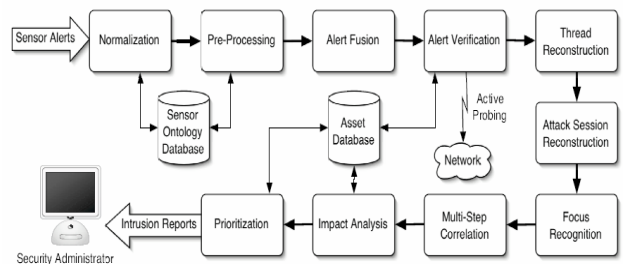 Sensor Alerts
Normalization
Pre-Processing
Alert Fusion
Alert Verification
Thread
Reconstruction
Sensor
Ontology
Database
Asset
Database
Active
Probing
Network
Attack Session
Reconstruction
Security Administrator
Intrusion Reports
Prioritization
Impact Analysis
Multi-Step
Correlation
Focus
Recognition